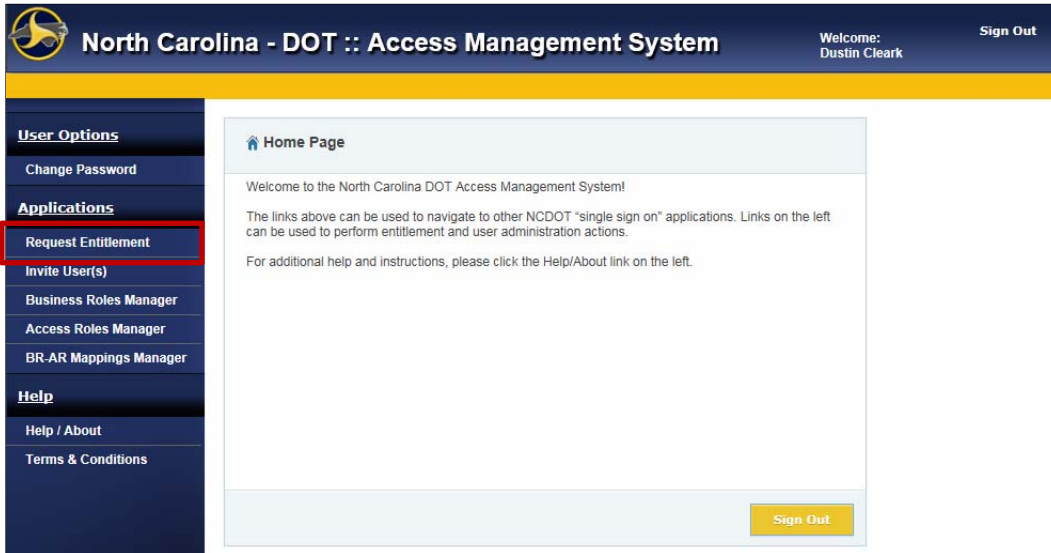 North Carolina - DOT :: Access Management System
Welcome:
Dustin Cleark
Sign Out
User Options
Change Password
Applications
Request Entitlement
Invite User(s)
Business Roles Manager
Access Roles Manager
BR-AR Mappings Manager
Help
Help / About
Terms & Conditions
Home Page
Welcome to the North Carolina DOT Access Management System!
The links above can be used to navigate to other NCDOT “single sign on” applications. Links on the left
can be used to perform entitlement and user administration actions.
For additional help and instructions, please click the Help/About link on the left.
Sign Out